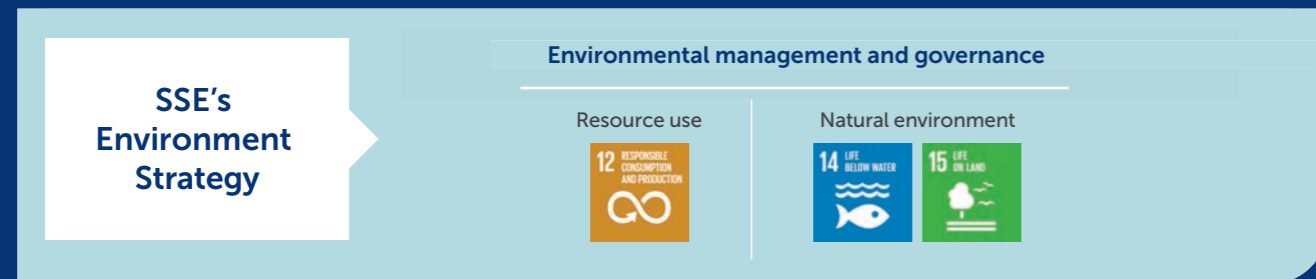 SSE's
Environment
Strategy
Environmental management and governance
Resource use
Natural environment
12 RESPONSIBLE
CONSUMPTION
AND PRODUCTION
14 LIFE
BELOW WATER
15 LIFE
ON LAND